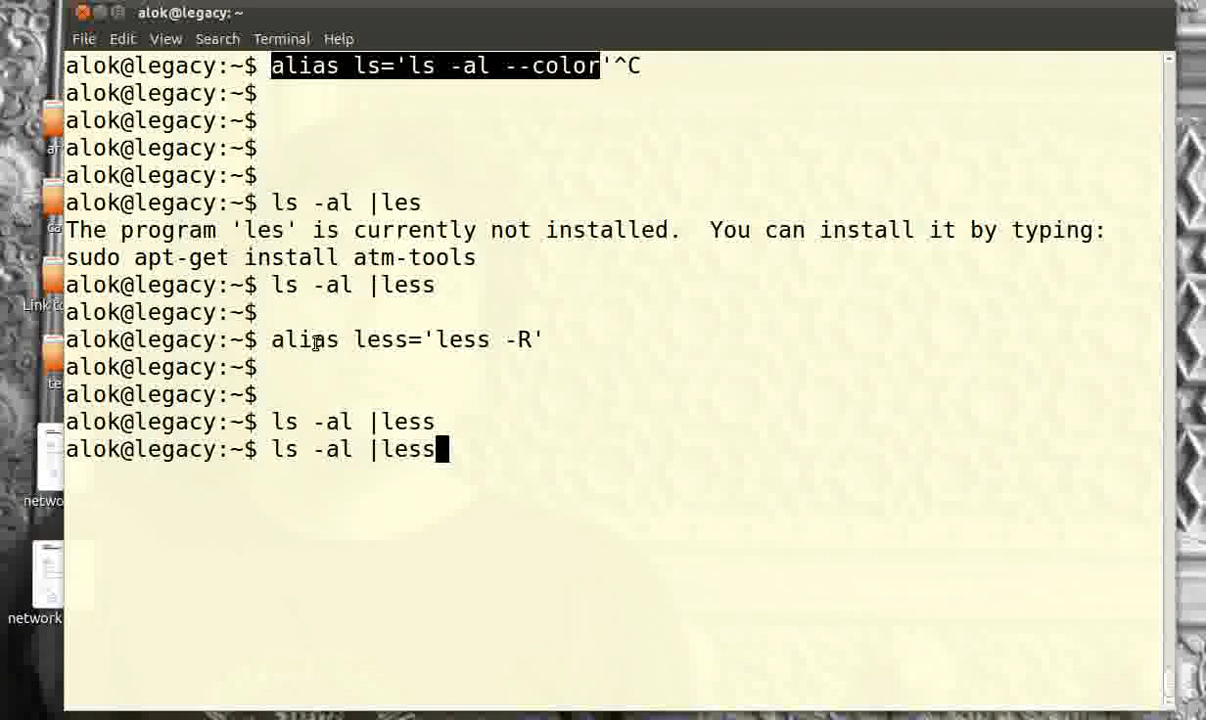 alok@legacy: ~
File Edit View Search Terminal Help
alok@legacy:~$ alias ls='ls -al --color'^C
alok@legacy:~$
alok@legacy:~$
alok@legacy:~$
alok@legacy:~$
alok@legacy:~$ ls -al |les
The program 'les' is currently not installed.  You can install it by typing:
sudo apt-get install atm-tools
alok@legacy:~$ ls -al |less
alok@legacy:~$
alok@legacy:~$ alias less='less -R'
alok@legacy:~$
alok@legacy:~$
alok@legacy:~$ ls -al |less
alok@legacy:~$ ls -al |less
Link
netwo
network